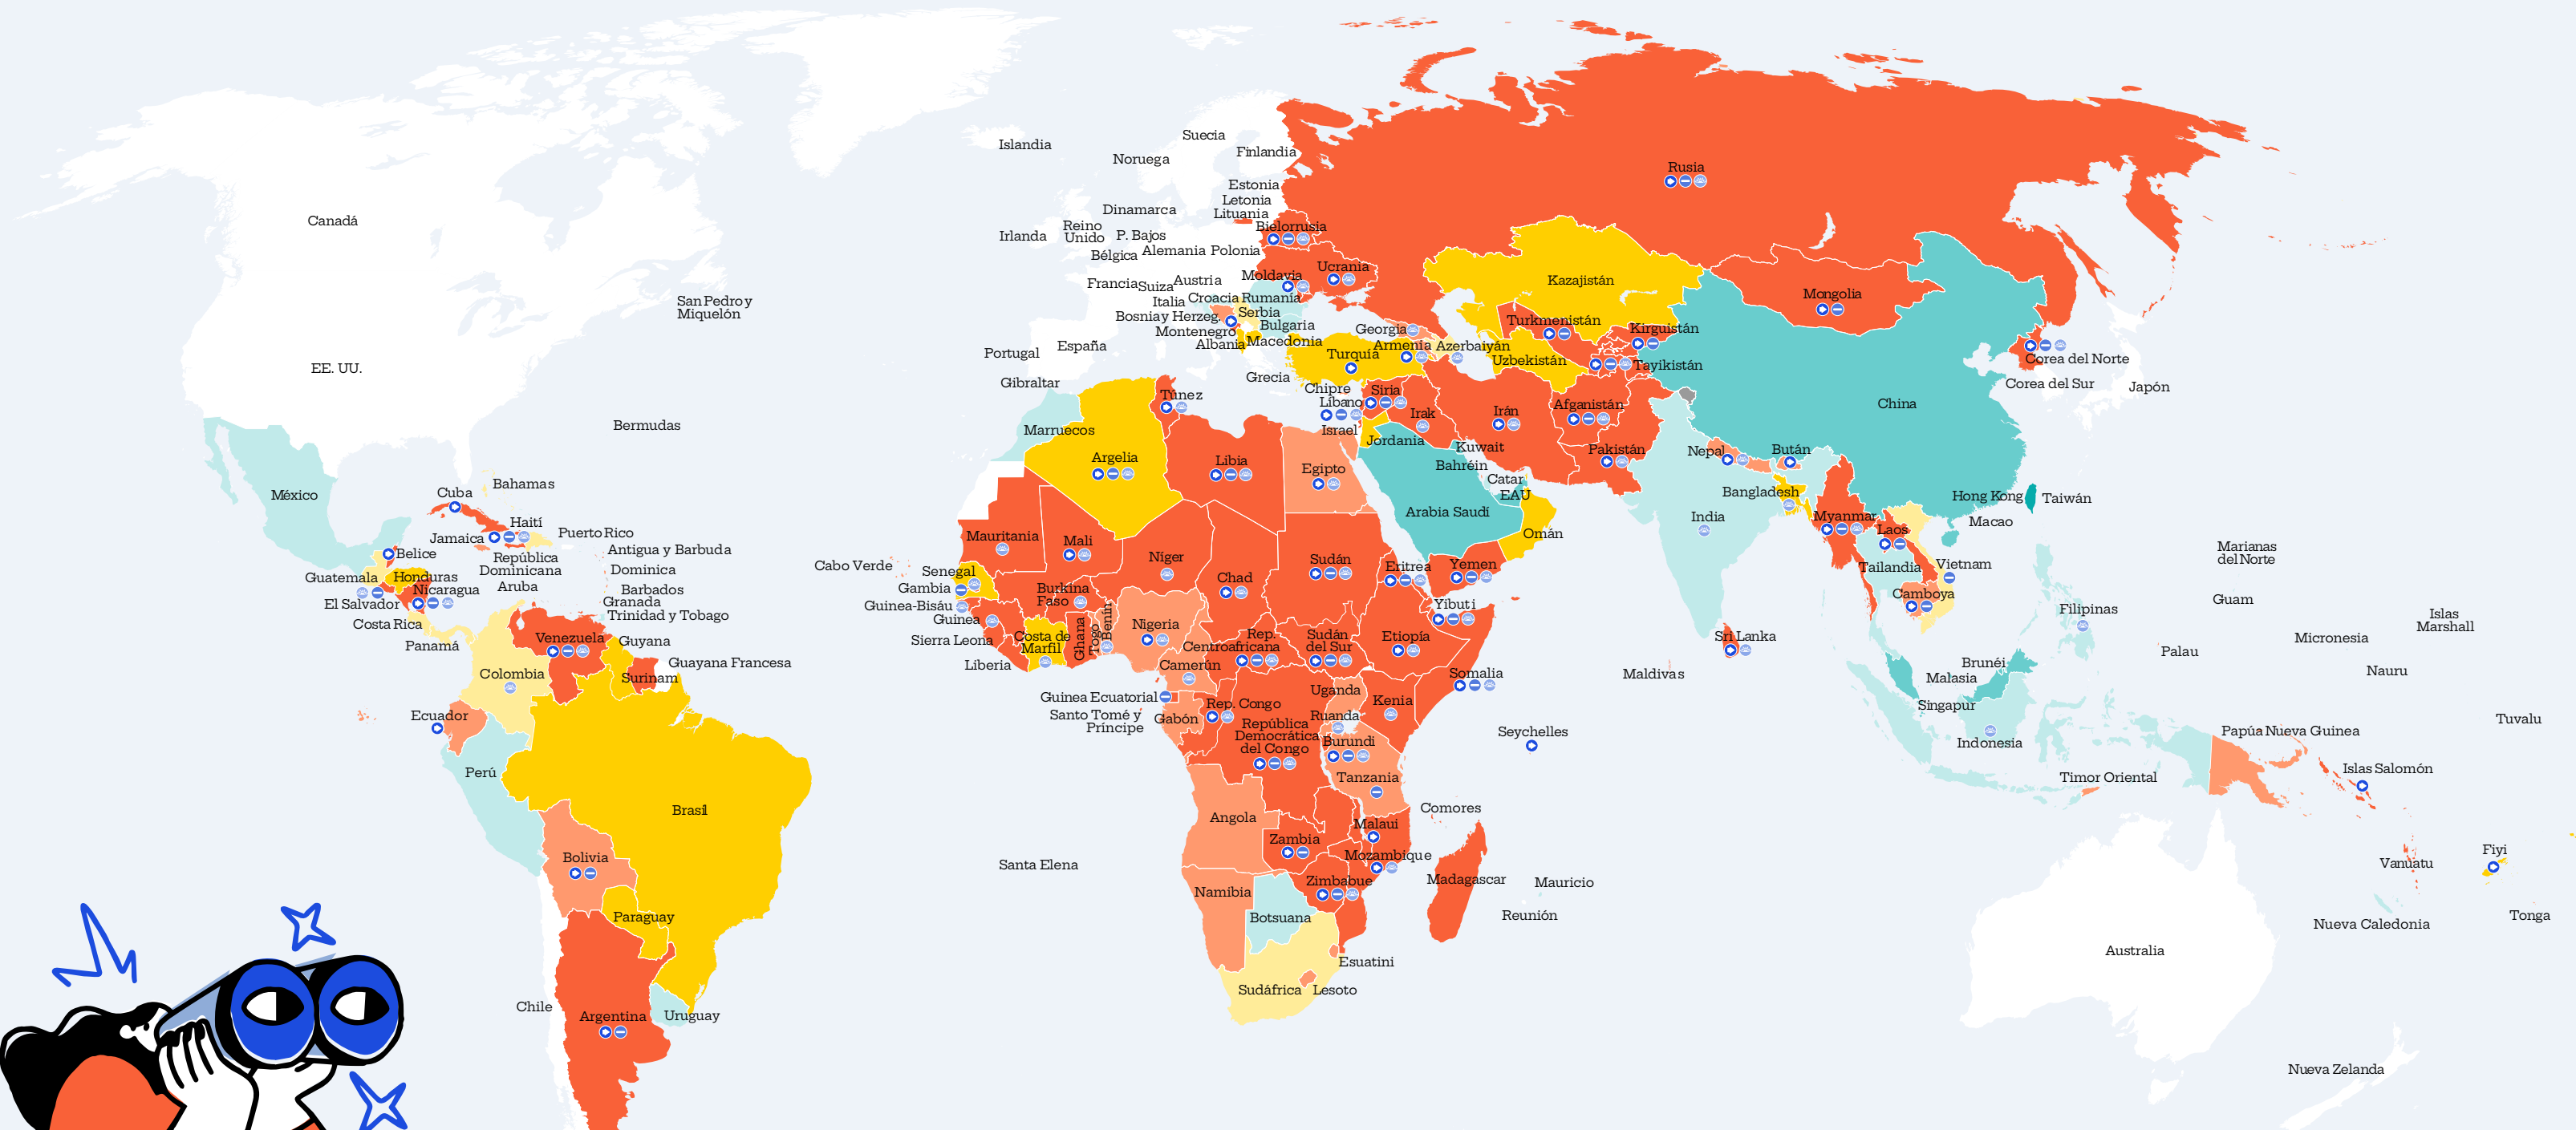 Canadá
EE. UU.
México
San Pedro y
Miquelón
Bermudas
Bahamas
Cuba
Haití
Puerto Rico
Jamaica
República
Dominicana
Aruba
Antigua y Barbuda
Dominica
Barbados
Granada
Trinidad y Tobago
Belice
Guatemala
Honduras
Nicaragua
El Salvador
Costa Rica
Panamá
Venezuela
Guyana
Guayana Francesa
Surinam
Colombia
Ecuador
Perú
Brasil
Bolivia
Paraguay
Chile
Argentina
Uruguay
Islandia
Suecia
Noruega
Finlandia
Estonia
Letonia
Lituania
Dinamarca
Reino
Unido
Irlanda
P. Bajos
Bielorrusia
Bélgica
Alemania
Polonia
Francia
Suiza
Austria
Moldavia
Ucrania
Italia
Croacia
Rumanía
Bosnia y Herzeg.
Serbia
Montenegro
Bulgaria
Albania
Macedonia
Portugal
España
Gibraltar
Grecia
Georgia
Armenia
Azerbaiyán
Turquía
Chipre
Líbano
Siria
Israel
Irak
Jordania
Kuwait
Bahréin
Catar
EAU
Arabia Saudí
Omán
Yemen
Irán
Rusia
Kazajistán
Turkmenistán
Kirguistán
Uzbekistán
Tayikistán
Afganistán
Pakistán
Mongolia
China
Corea del Norte
Corea del Sur
Japón
Nepal
Bután
Bangladesh
India
Hong Kong
Taiwán
Macao
Myanmar
Laos
Tailandia
Vietnam
Camboya
Sri Lanka
Maldivas
Filipinas
Brunéi
Malasia
Singapur
Indonesia
Timor Oriental
Marruecos
Argelia
Túnez
Libia
Egipto
Cabo Verde
Mauritania
Mali
Níger
Chad
Sudán
Eritrea
Yibuti
Senegal
Gambia
Guinea-Bisáu
Guinea
Sierra Leona
Liberia
Burkina
Faso
Costa de
Marfil
Ghana
Togo
Benín
Nigeria
Camerún
Rep.
Centroafricana
Sudán
del Sur
Etiopía
Somalia
Guinea Ecuatorial
Santo Tomé y
Príncipe
Gabón
Rep. Congo
República
Democrática
del Congo
Uganda
Ruanda
Kenia
Burundi
Tanzania
Seychelles
Comores
Angola
Zambia
Malaui
Mozambique
Zimbabue
Madagascar
Mauricio
Reunión
Santa Elena
Namibia
Botsuana
Esuatini
Sudáfrica
Lesoto
Marianas
del Norte
Guam
Islas
Marshall
Micronesia
Palau
Nauru
Tuvalu
Papúa Nueva Guinea
Islas Salomón
Vanuatu
Fiyi
Nueva Caledonia
Tonga
Australia
Nueva Zelanda